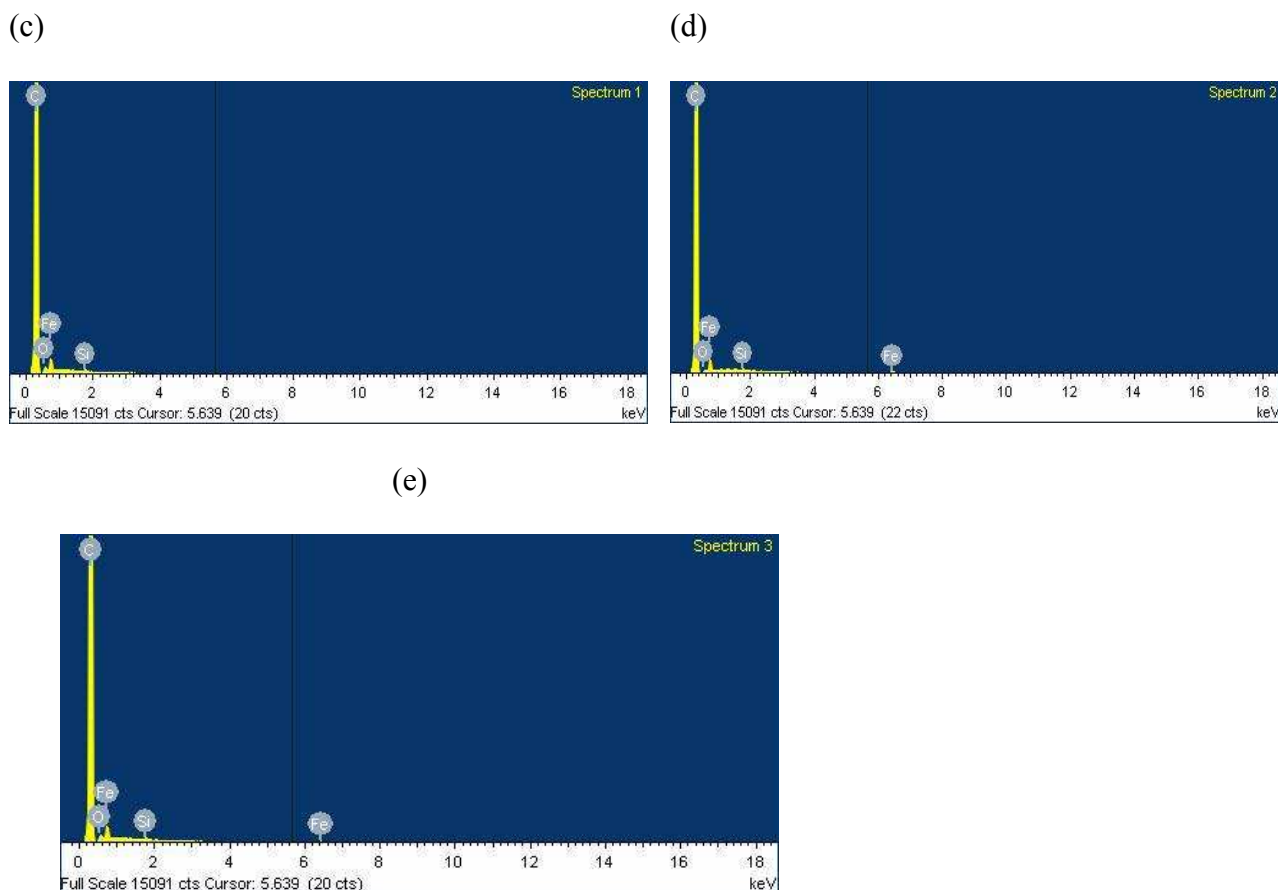 (c)
Spectrum 1
C
Fe
O
Si
0 2 4 6 8 10 12 14 16 18
Full Scale 15091 cts Cursor: 5.639 (20 cts)
keV
(d)
Spectrum 2
C
Fe
O
Si
Fe
0 2 4 6 8 10 12 14 16 18
Full Scale 15091 cts Cursor: 5.639 (22 cts)
keV
(e)
Spectrum 3
C
Fe
O
Si
Fe
0 2 4 6 8 10 12 14 16 18
Full Scale 15091 cts Cursor: 5.639 (20 cts)
keV